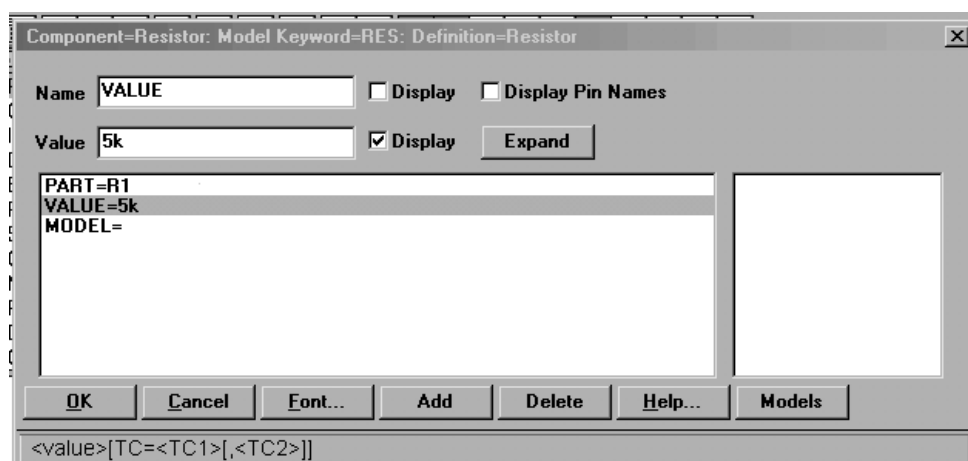 Component=Resistor: Model Keyword=RES: Definition=Resistor
Name VALUE Display Display Pin Names
Value 5k Display Expand
PART=R1
VALUE=5k
MODEL=
OK Cancel Font... Add Delete Help... Models
<value>[TC=<TC1>[,<TC2>]]